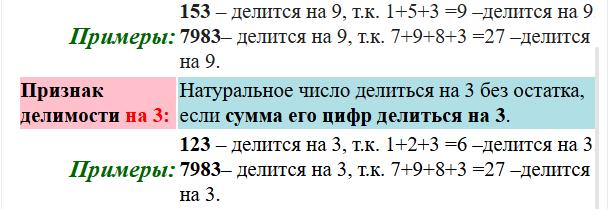 153 – делится на 9, т.к. 1+5+3 =9 –делится на 9
Примеры: 7983– делится на 9, т.к. 7+9+8+3 =27 –делится
на 9.
Признак Натуральное число делиться на 3 без остатка,
делимости на 3: если сумма его цифр делиться на 3.
123 – делится на 3, т.к. 1+2+3 =6 –делится на 3
Примеры: 7983– делится на 3, т.к. 7+9+8+3 =27 –делится
на 3.